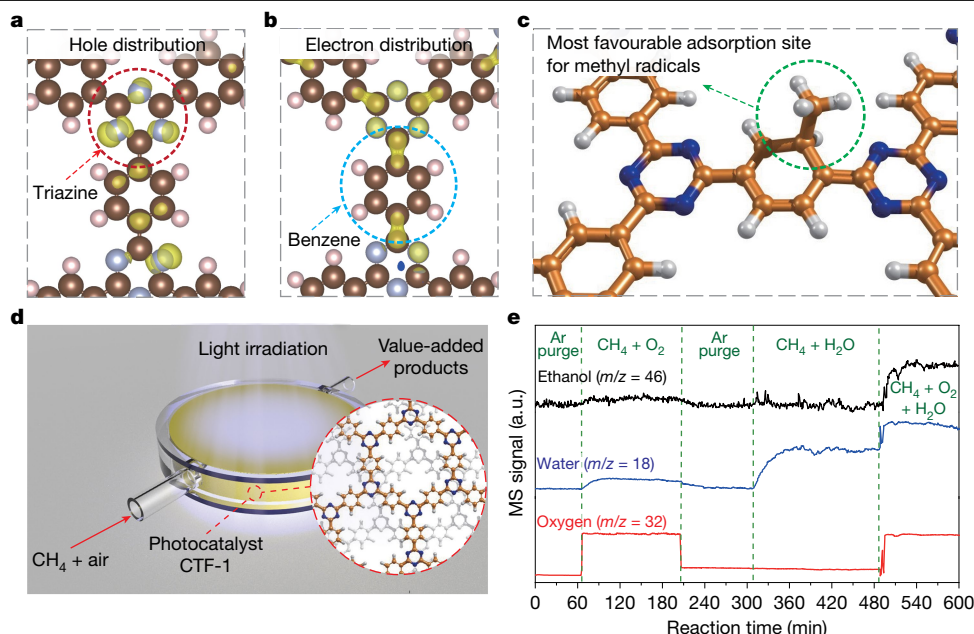 a
Hole distribution
Triazine
b
Electron distribution
Benzene
c
Most favourable adsorption site
for methyl radicals
d
Light irradiation
Value-added
products
CH₄ + air
Photocatalyst
CTF-1
e
MS signal (a.u.)
Ar
purge
CH₄ + O₂
Ar
purge
CH₄ + H₂O
CH₄ + O₂
+ H₂O
Ethanol (m/z = 46)
Water (m/z = 18)
Oxygen (m/z = 32)
0 60 120 180 240 300 360 420 480 540 600
Reaction time (min)